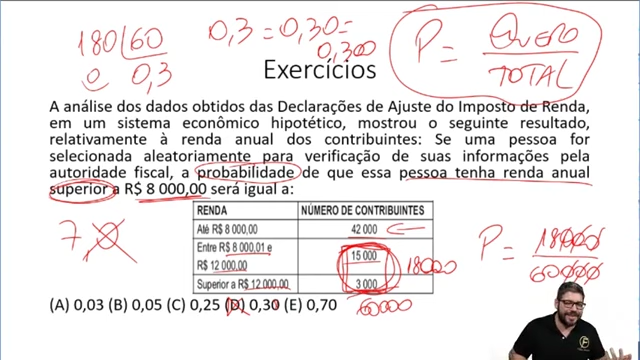 180 60
0 0,3
0,3 = 0,30 =
0,300
P = QUERO
TOTAL
Exercícios
A análise dos dados obtidos das Declarações de Ajuste do Imposto de Renda,
em um sistema econômico hipotético, mostrou o seguinte resultado,
relativamente à renda anual dos contribuintes: Se uma pessoa for
selecionada aleatoriamente para verificação de suas informações pela
autoridade fiscal, a probabilidade de que essa pessoa tenha renda anual
superior a R$ 8 000,00 será igual a:
RENDA NÚMERO DE CONTRIBUINTES
Até R$ 8 000,00 42 000
Entre R$ 8 000,01 e
R$ 12 000,00 15 000
18000
Superior a R$ 12 000,00 3 000
60000
P = 18000
60000
(A) 0,03 (B) 0,05 (C) 0,25 (D) 0,30 (E) 0,70